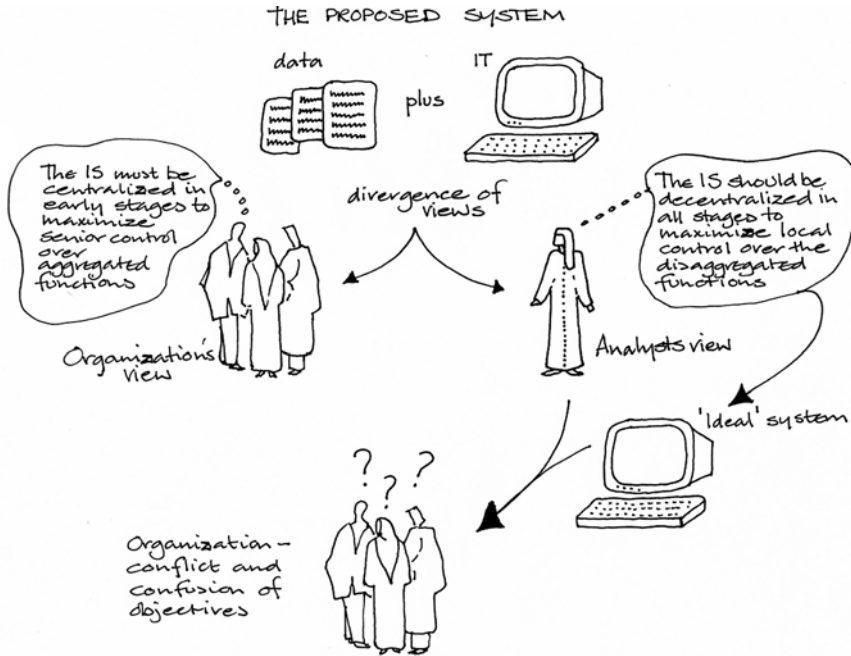 THE PROPOSED SYSTEM
data
plus
IT
The IS must be
centralized in
early stages to
maximize
senior control
over
aggregated
functions
divergence of
views
The IS should be
decentralized in
all stages to
maximize local
control over the
disaggregated
functions
Organization's
view
Analysts view
'Ideal' system
? ? ?
Organization –
conflict and
confusion of
objectives